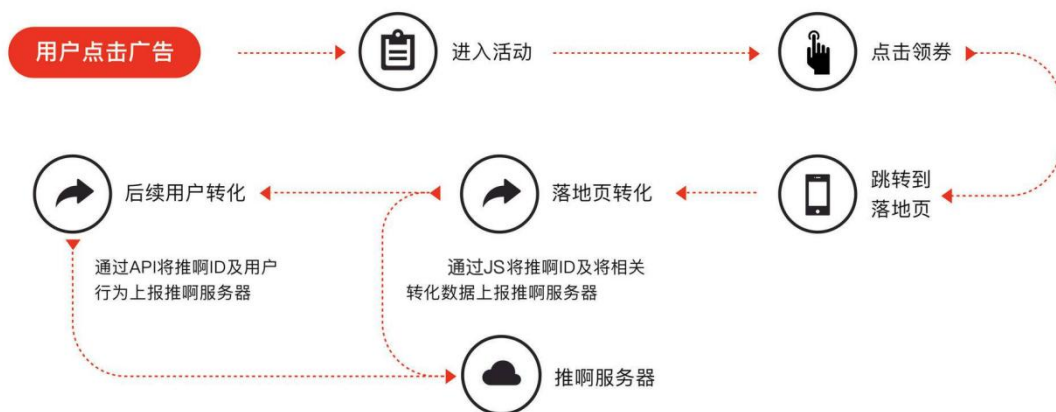 用户点击广告
进入活动
点击领券
跳转到
落地页
落地页转化
后续用户转化
通过JS将推啊ID及将相关
转化数据上报推啊服务器
通过API将推啊ID及用户
行为上报推啊服务器
推啊服务器